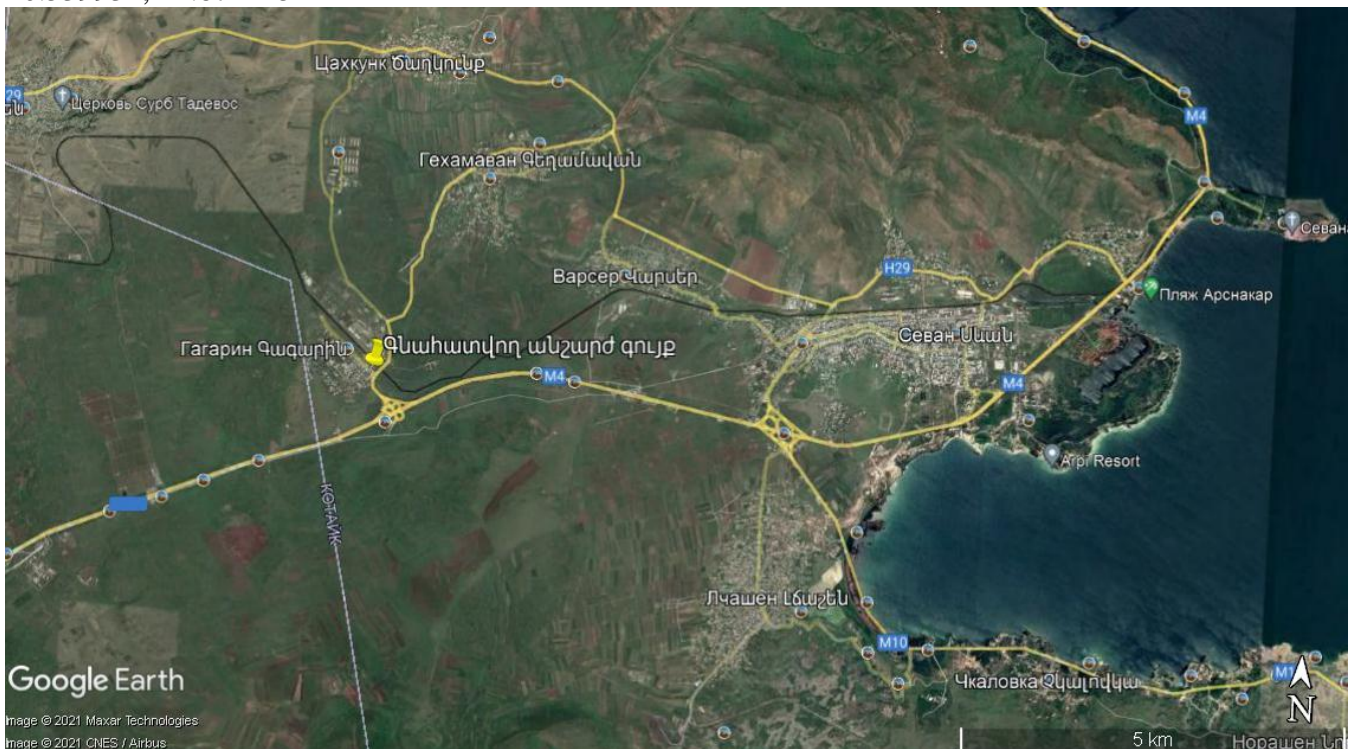 Цахкунк Ծաղկունք
29
Церковь Сурб Тадевос
M4
Гехамаван Գեղամավան
Севана
Варсер Վարսեր
H29
Пляж Арснакар
Гагарин Գագարին
Գնահատվող անշարժ գույք
Севан Սևան
M4
M4
Arpi Resort
КОТАЙК
Лчашен Լճաշեն
M10
Чкаловка Չկալովկա
Google Earth
N
Image © 2021 Maxar Technologies
Image © 2021 CNES / Airbus
5 km
Норашен